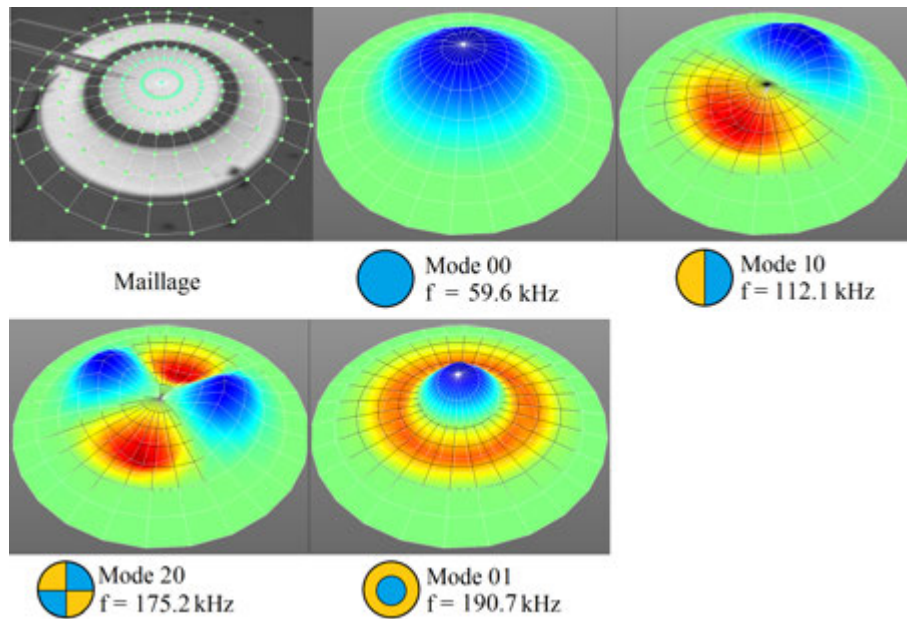 Maillage
Mode 00
f = 59.6 kHz
Mode 10
f = 112.1 kHz
Mode 20
f = 175.2 kHz
Mode 01
f = 190.7 kHz